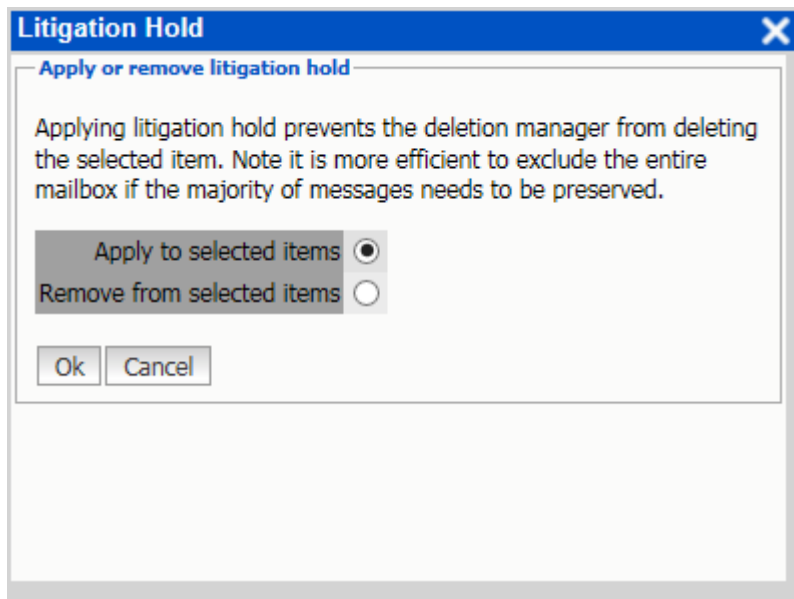 Litigation Hold
Apply or remove litigation hold
Applying litigation hold prevents the deletion manager from deleting
the selected item. Note it is more efficient to exclude the entire
mailbox if the majority of messages needs to be preserved.
Apply to selected items
Remove from selected items
Ok Cancel